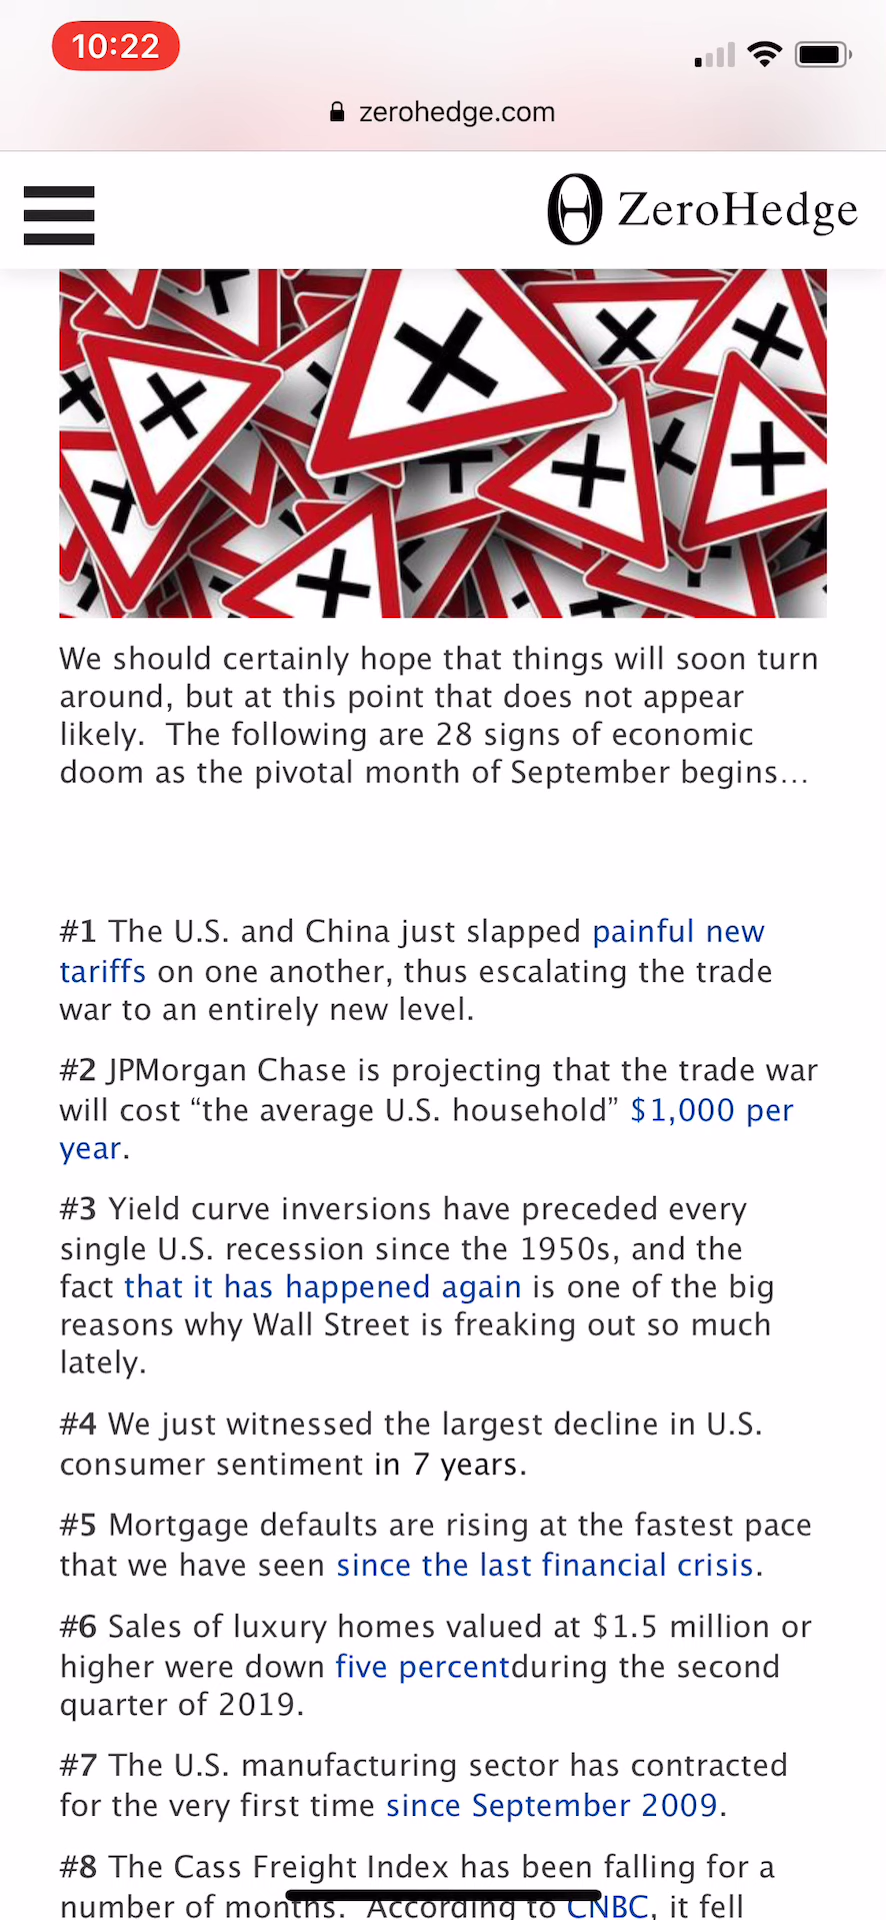 10:22
zerohedge.com
ZeroHedge
We should certainly hope that things will soon turn
around, but at this point that does not appear
likely.  The following are 28 signs of economic
doom as the pivotal month of September begins...
#1 The U.S. and China just slapped painful new
tariffs on one another, thus escalating the trade
war to an entirely new level.
#2 JPMorgan Chase is projecting that the trade war
will cost “the average U.S. household” $1,000 per
year.
#3 Yield curve inversions have preceded every
single U.S. recession since the 1950s, and the
fact that it has happened again is one of the big
reasons why Wall Street is freaking out so much
lately.
#4 We just witnessed the largest decline in U.S.
consumer sentiment in 7 years.
#5 Mortgage defaults are rising at the fastest pace
that we have seen since the last financial crisis.
#6 Sales of luxury homes valued at $1.5 million or
higher were down five percentduring the second
quarter of 2019.
#7 The U.S. manufacturing sector has contracted
for the very first time since September 2009.
#8 The Cass Freight Index has been falling for a
number of months.  According to CNBC, it fell